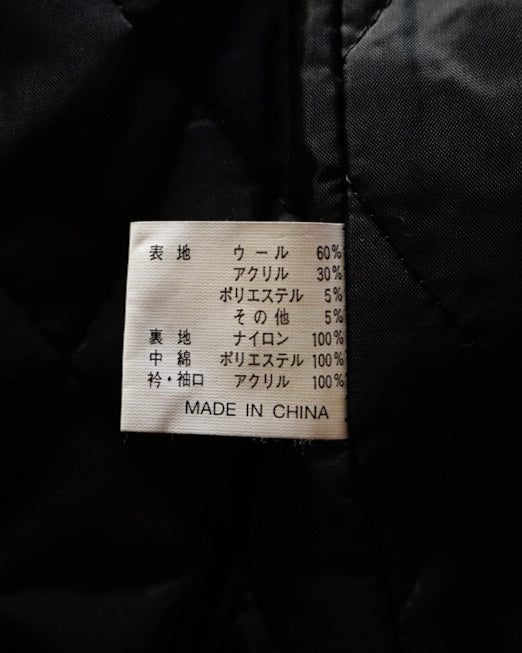 表 地 ウール 60%
アクリル 30%
ポリエステル 5%
その他 5%
裏 地 ナイロン 100%
中 綿 ポリエステル 100%
衿・袖口 アクリル 100%
MADE IN CHINA